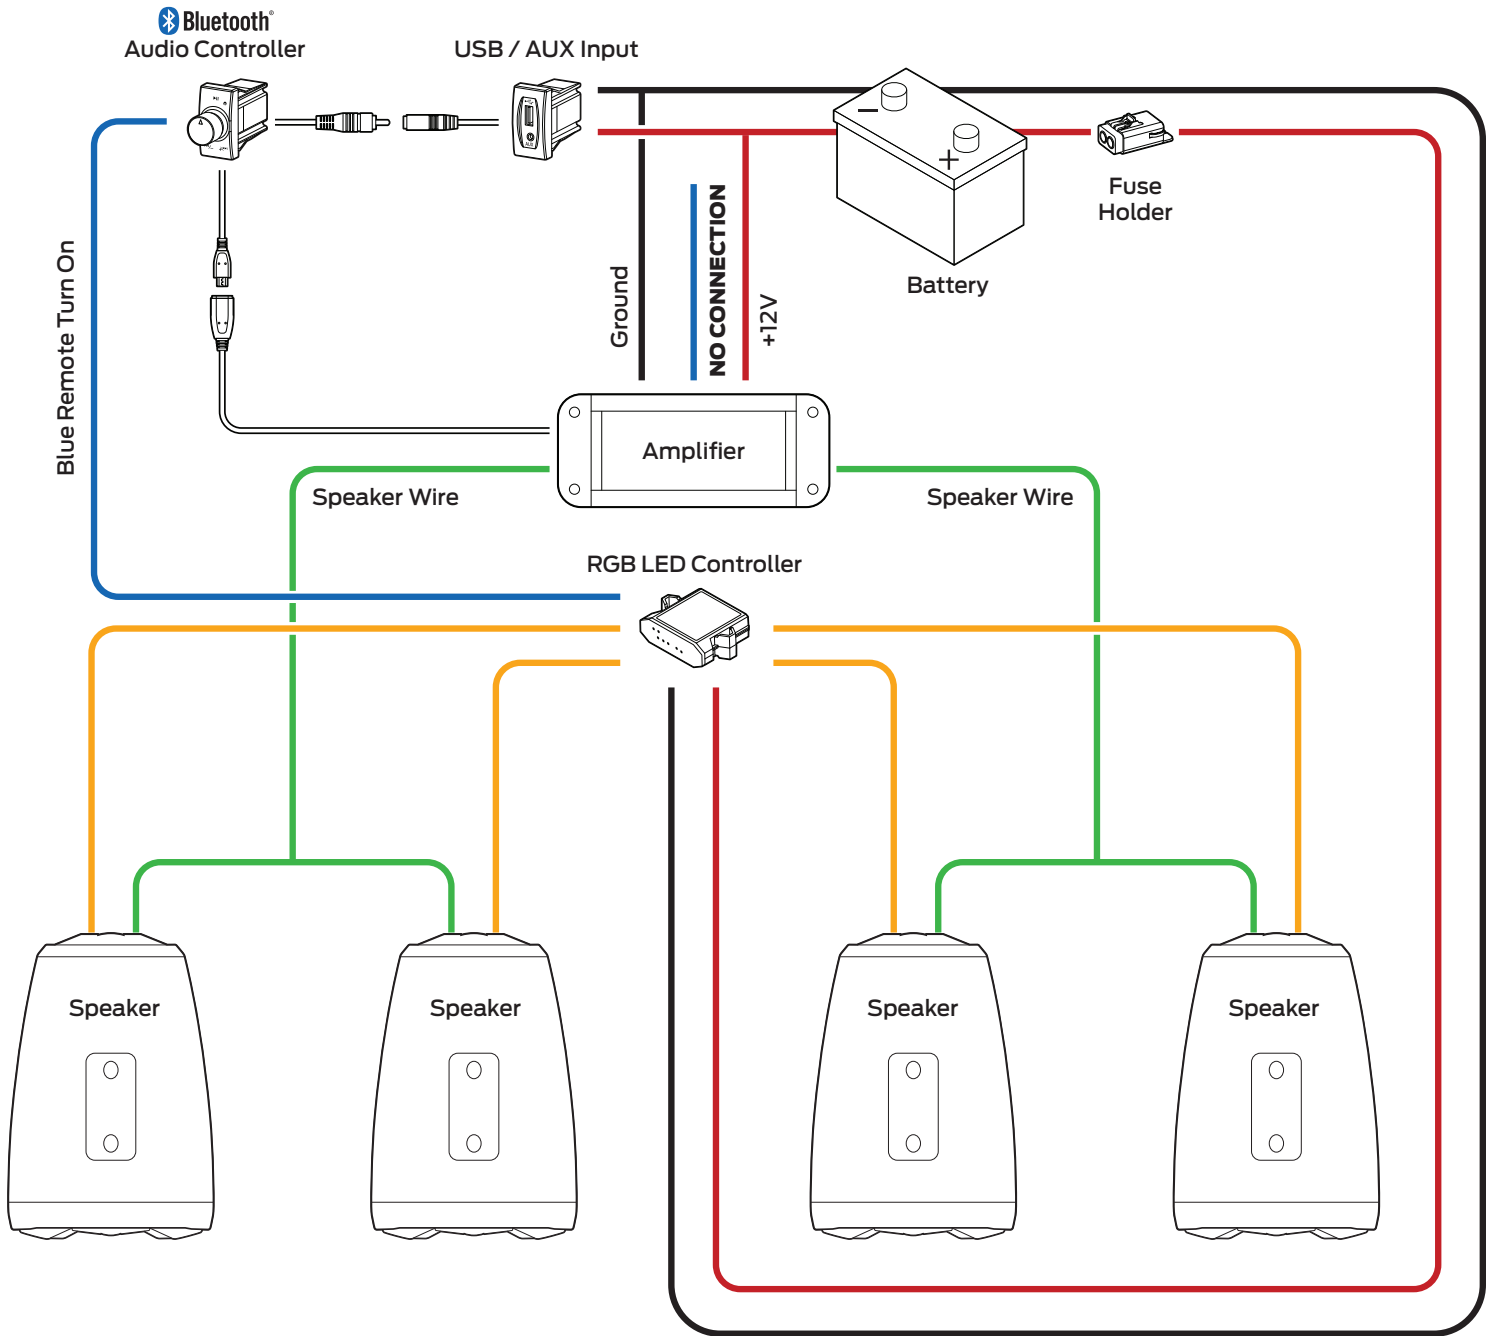 Bluetooth®
Audio Controller
USB / AUX Input
AUX
Fuse
Holder
Battery
Blue Remote Turn On
Ground
NO CONNECTION
+12V
Amplifier
Speaker Wire
Speaker Wire
RGB LED Controller
Speaker
Speaker
Speaker
Speaker